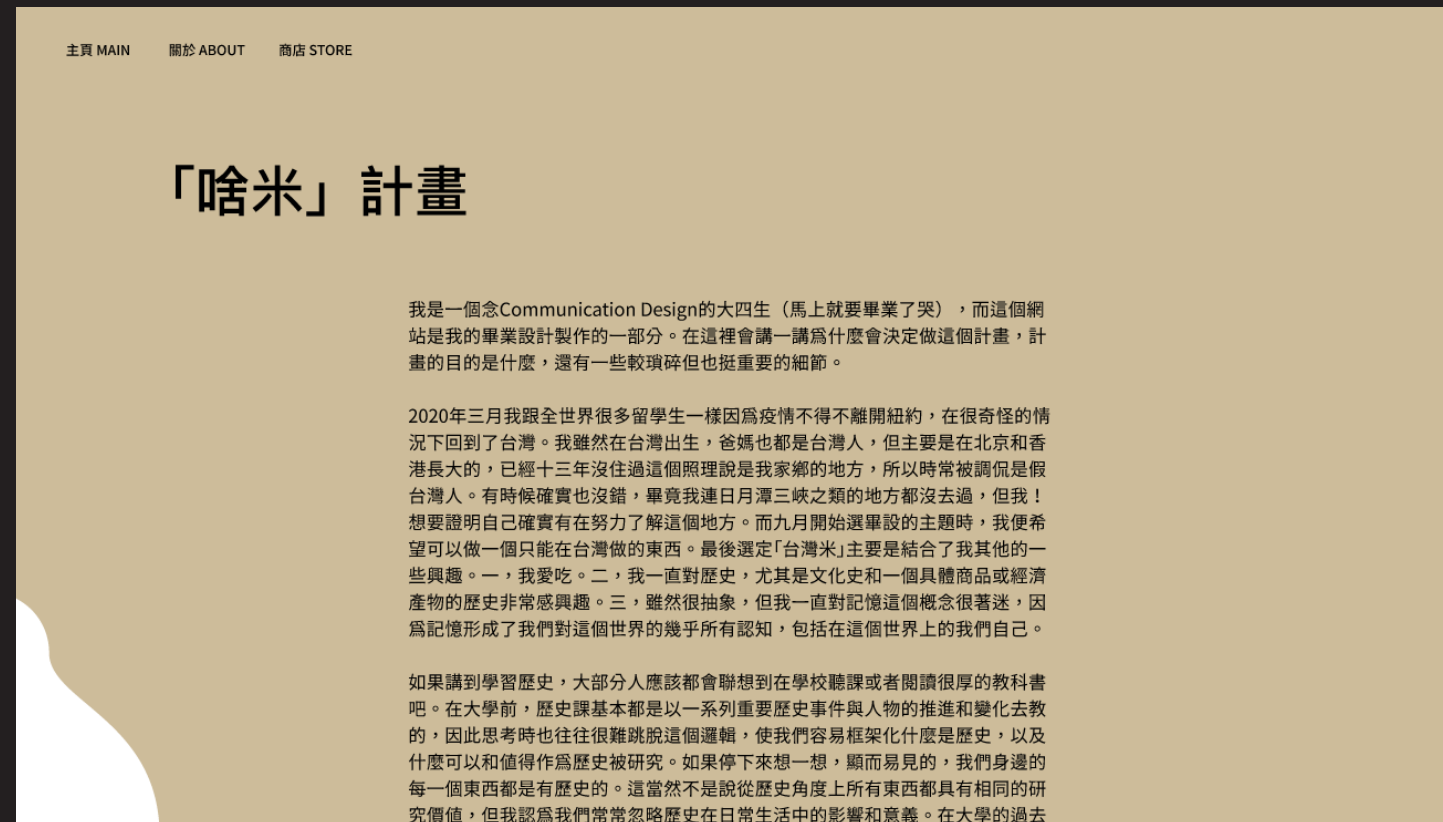 主頁 MAIN 關於 ABOUT 商店 STORE
「啥米」計畫
我是一個念Communication Design的大四生（馬上就要畢業了哭），而這個網
站是我的畢業設計製作的一部分。在這裡會講一講爲什麼會決定做這個計畫，計
畫的目的是什麼，還有一些較瑣碎但也挺重要的細節。
2020年三月我跟全世界很多留學生一樣因爲疫情不得不離開紐約，在很奇怪的情
況下回到了台灣。我雖然在台灣出生，爸媽也都是台灣人，但主要是在北京和香
港長大的，已經十三年沒住過這個照理說是我家鄉的地方，所以時常被調侃是假
台灣人。有時候確實也沒錯，畢竟我連日月潭三峽之類的地方都沒去過，但我！
想要證明自己確實有在努力了解這個地方。而九月開始選畢設的主題時，我便希
望可以做一個只能在台灣做的東西。最後選定「台灣米」主要是結合了我其他的一
些興趣。一，我愛吃。二，我一直對歷史，尤其是文化史和一個具體商品或經濟
產物的歷史非常感興趣。三，雖然很抽象，但我一直對記憶這個概念很著迷，因
爲記憶形成了我們對這個世界的幾乎所有認知，包括在這個世界上的我們自己。
如果講到學習歷史，大部分人應該都會聯想到在學校聽課或者閱讀很厚的教科書
吧。在大學前，歷史課基本都是以一系列重要歷史事件與人物的推進和變化去教
的，因此思考時也往往很難跳脫這個邏輯，使我們容易框架化什麼是歷史，以及
什麼可以和值得作爲歷史被研究。如果停下來想一想，顯而易見的，我們身邊的
每一個東西都是有歷史的。這當然不是說從歷史角度上所有東西都具有相同的研
究價值，但我認爲我們常常忽略歷史在日常生活中的影響和意義。在大學的過去